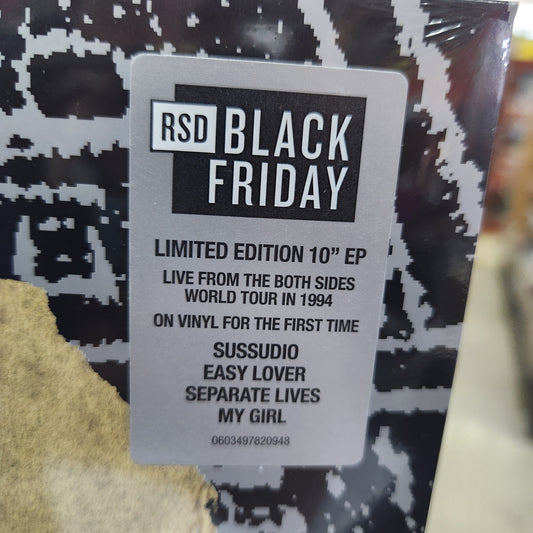 RSD BLACK
FRIDAY
LIMITED EDITION 10” EP
LIVE FROM THE BOTH SIDES
WORLD TOUR IN 1994
ON VINYL FOR THE FIRST TIME
SUSSUDIO
EASY LOVER
SEPARATE LIVES
MY GIRL
0603497820948